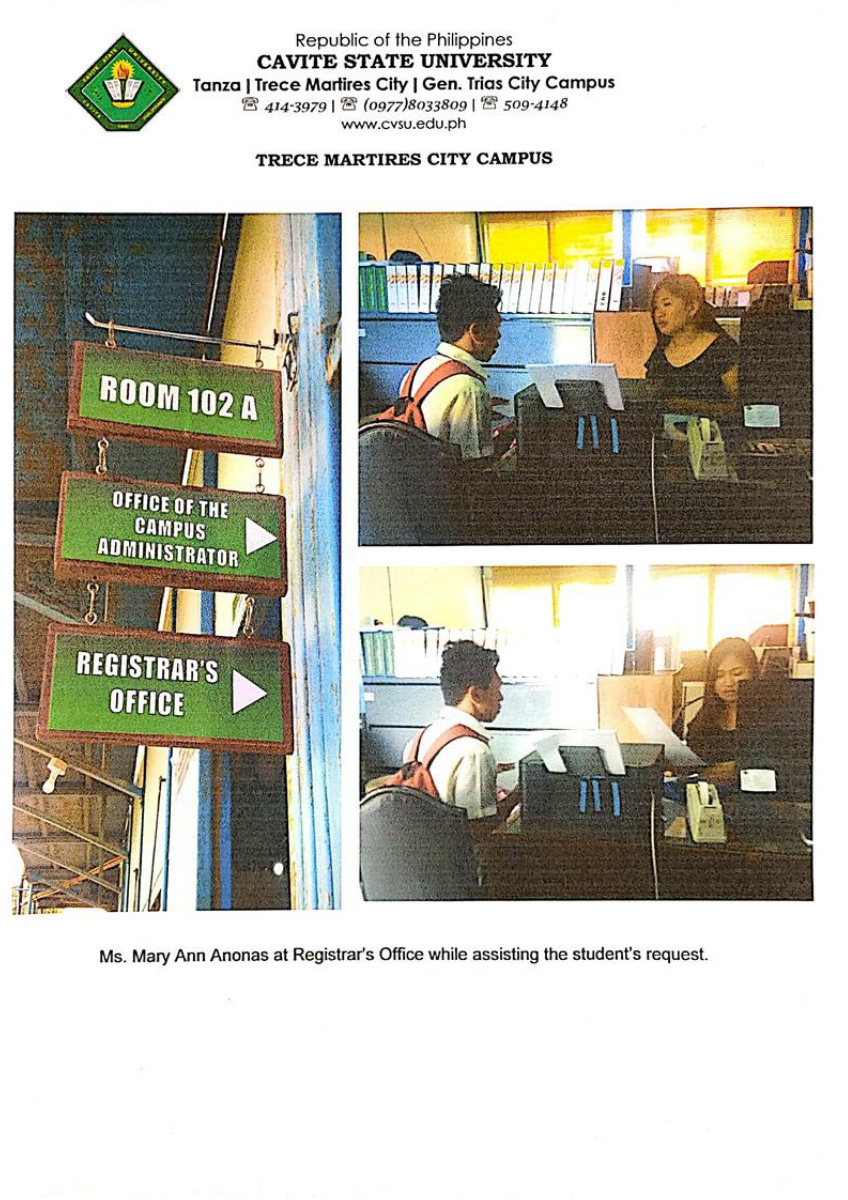 Republic of the Philippines
CAVITE STATE UNIVERSITY
Tanza | Trece Martires City | Gen. Trias City Campus
☏ 414-3979 | ☏ (0977)8033809 | ☏ 509-4148
www.cvsu.edu.ph
TRECE MARTIRES CITY CAMPUS
CAVITE STATE UNIVERSITY
CAVITE PHILIPPINES
ROOM 102 A
OFFICE OF THE
CAMPUS
ADMINISTRATOR
REGISTRAR'S
OFFICE
Ms. Mary Ann Anonas at Registrar's Office while assisting the student's request.